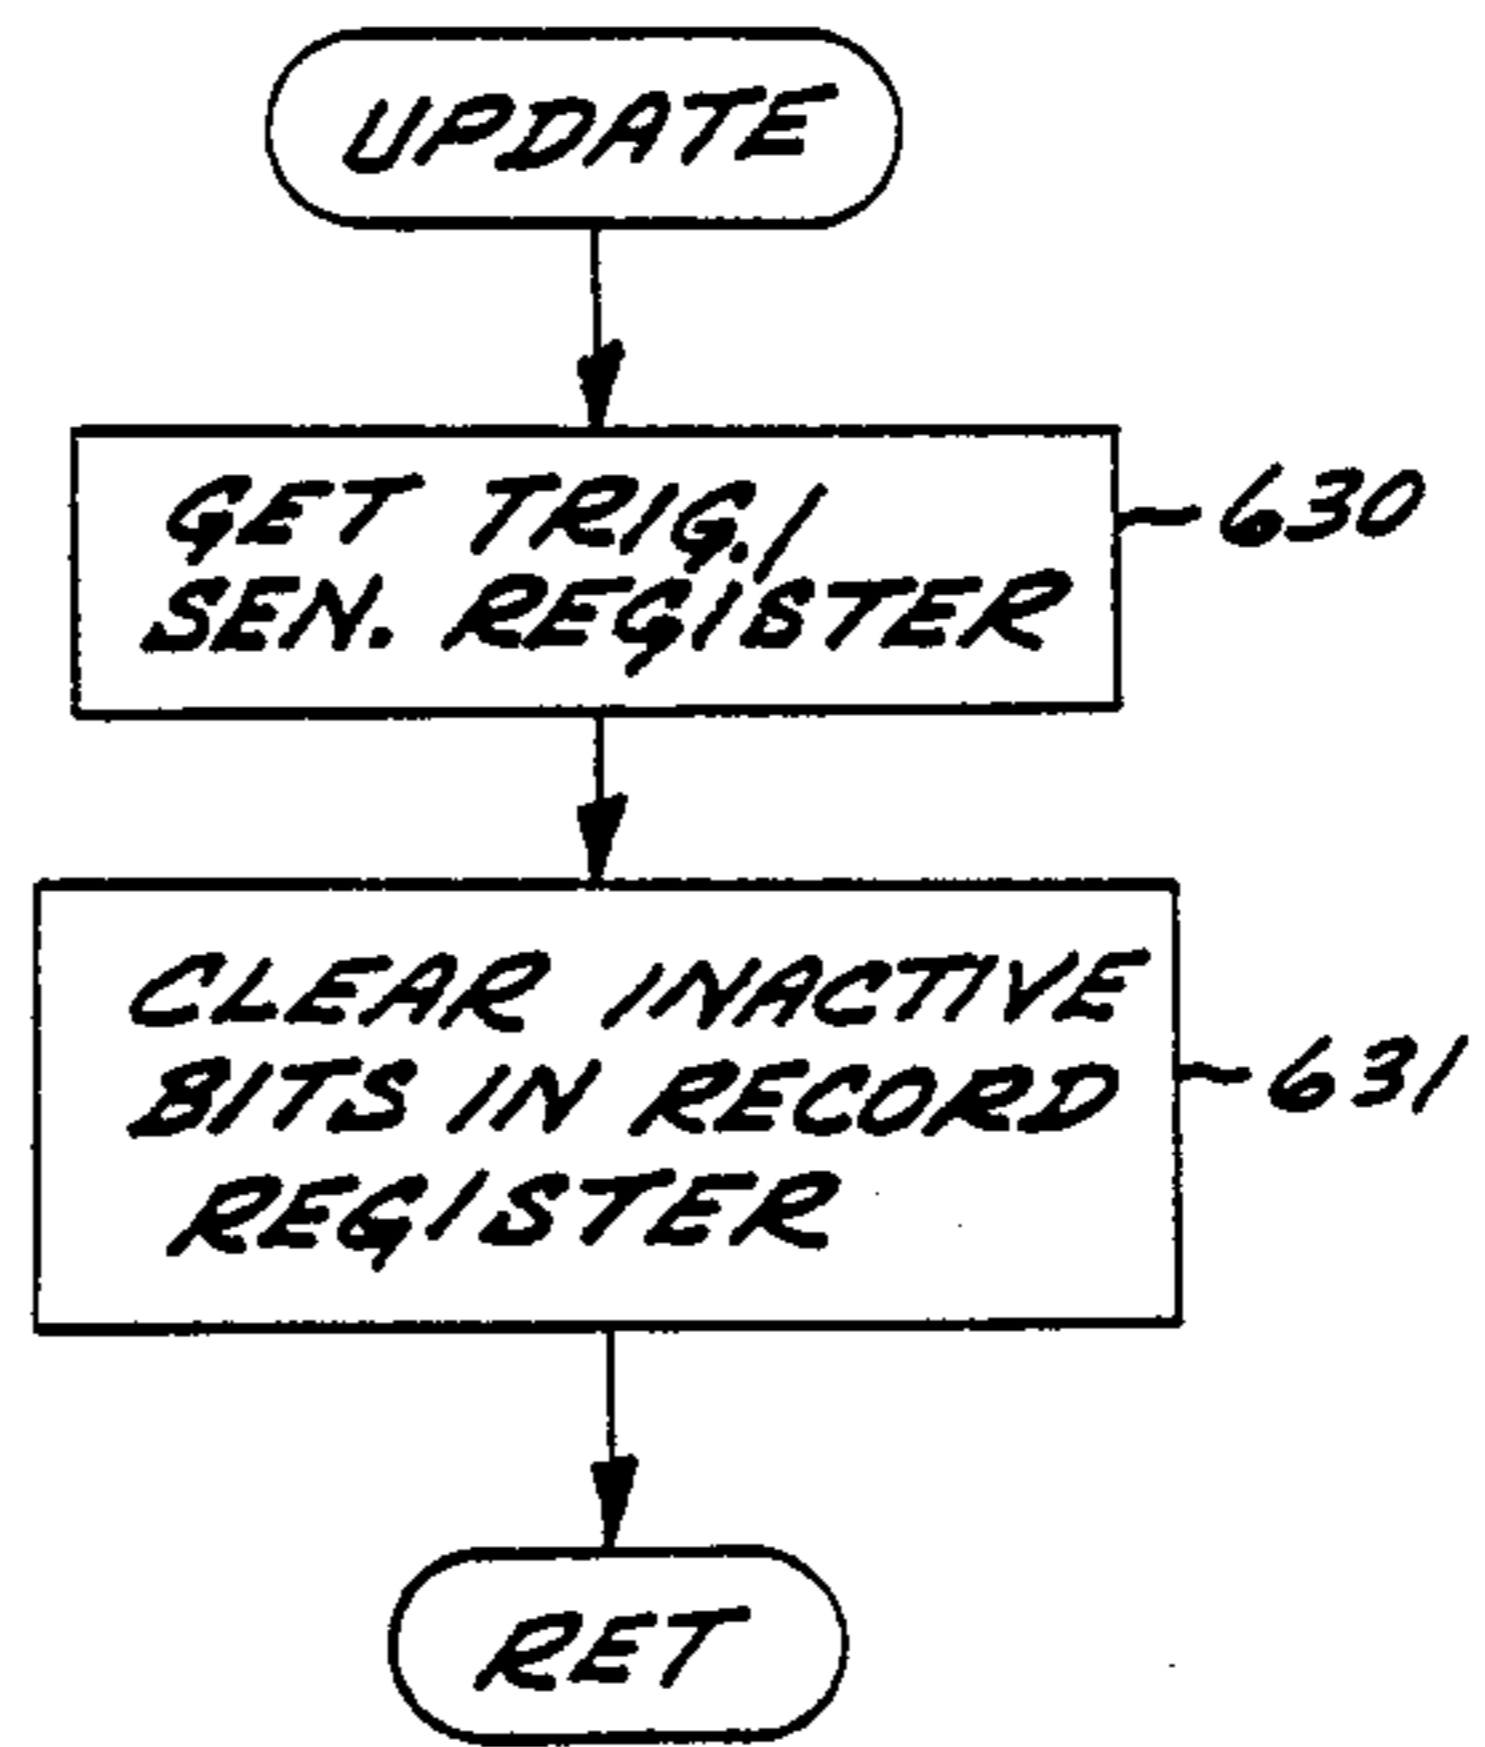 UPDATE
GET TRIG./
SEN. REGISTER
630
CLEAR INACTIVE
BITS IN RECORD
REGISTER
631
RET